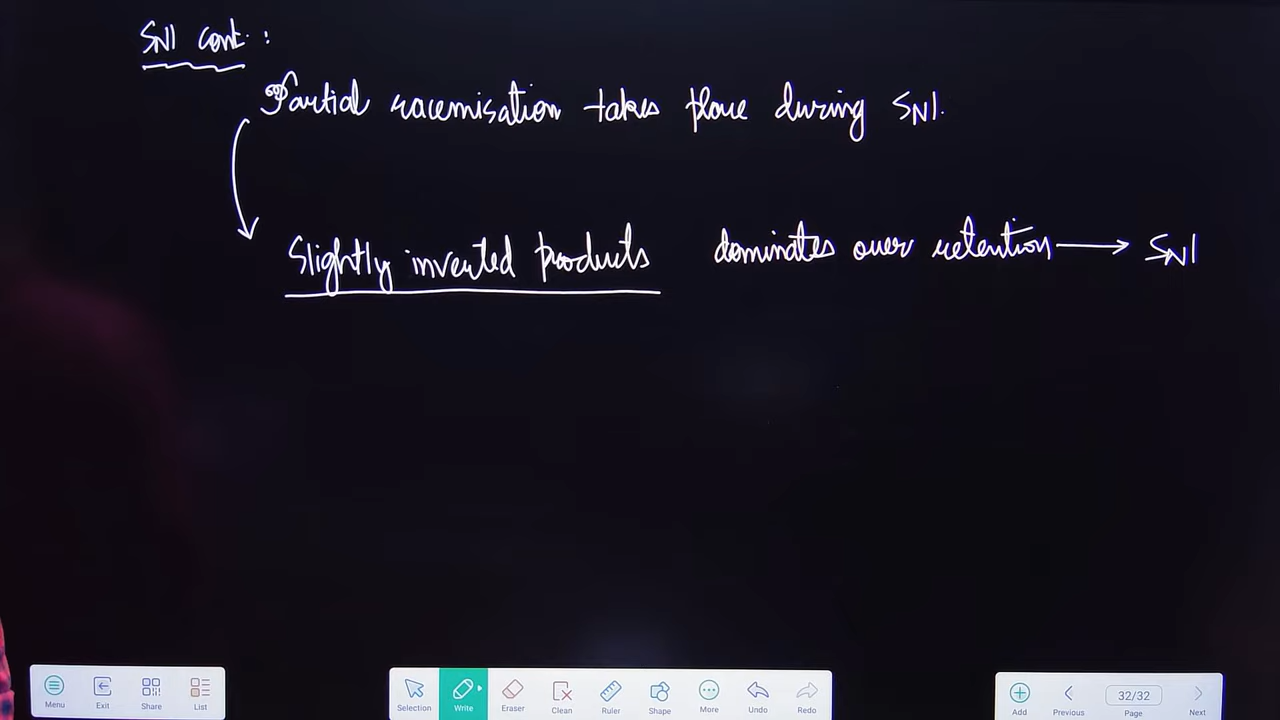 SN1 cont. :
Partial racemisation takes place during SN1.
Slightly inverted products dominates over retention → SN1
Menu Exit Share List
Selection Write Eraser Clean Ruler Shape More Undo Redo
Add Previous 32/32 Page Next